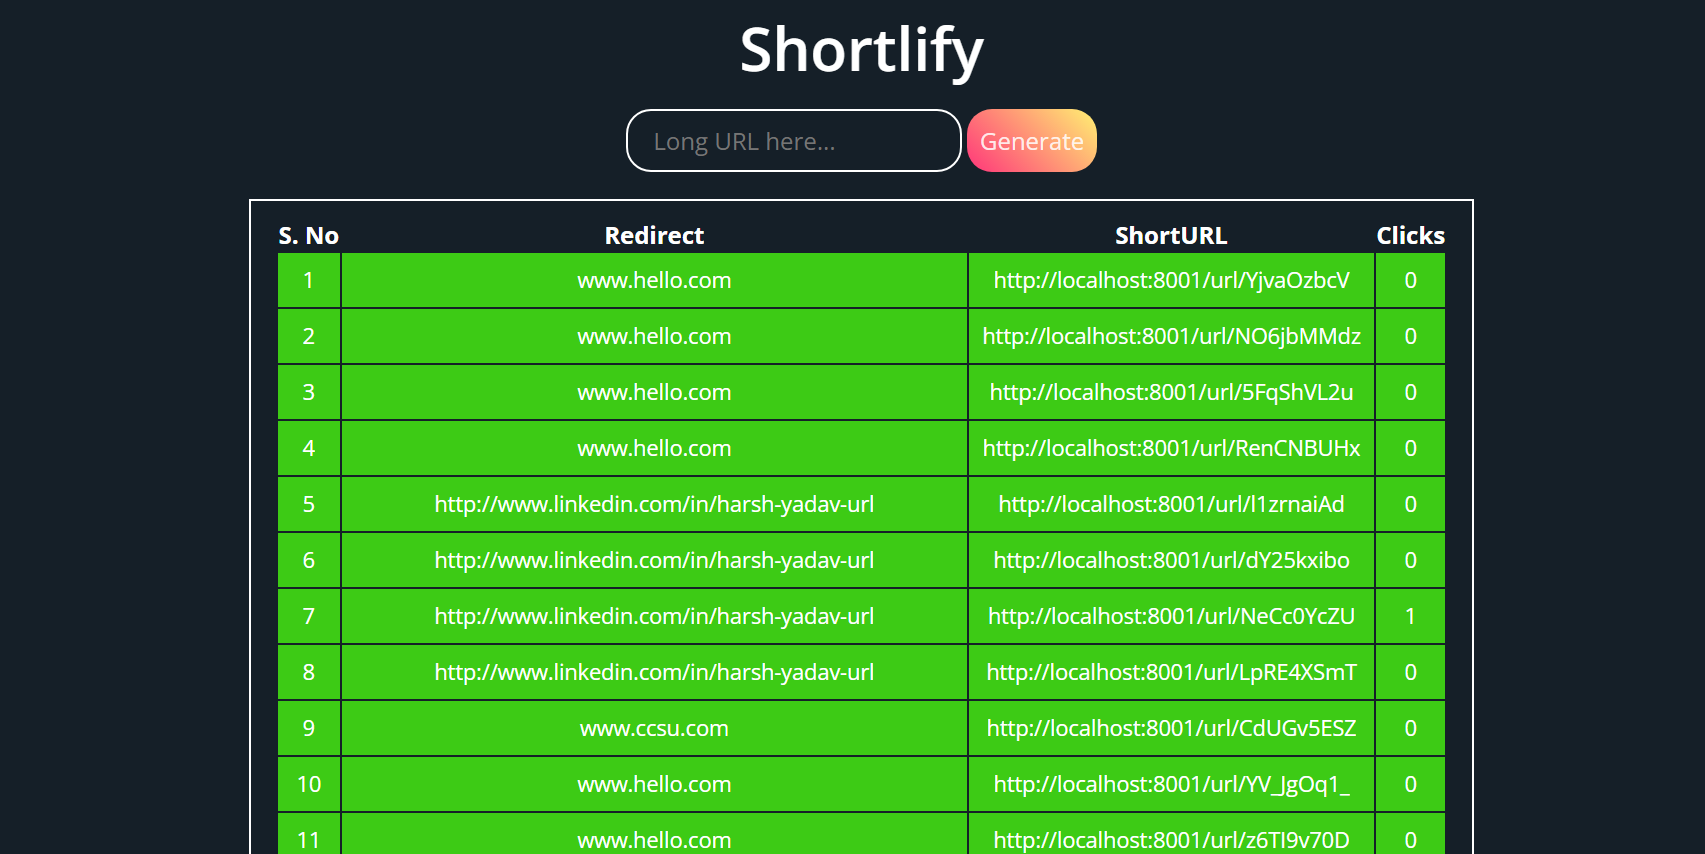 Shortlify
Long URL here... Generate
S. No Redirect ShortURL Clicks
1 www.hello.com http://localhost:8001/url/YjvaOzbcV 0
2 www.hello.com http://localhost:8001/url/NO6jbMMdz 0
3 www.hello.com http://localhost:8001/url/5FqShVL2u 0
4 www.hello.com http://localhost:8001/url/RenCNBUHx 0
5 http://www.linkedin.com/in/harsh-yadav-url http://localhost:8001/url/l1zrnaiAd 0
6 http://www.linkedin.com/in/harsh-yadav-url http://localhost:8001/url/dY25kxibo 0
7 http://www.linkedin.com/in/harsh-yadav-url http://localhost:8001/url/NeCc0YcZU 1
8 http://www.linkedin.com/in/harsh-yadav-url http://localhost:8001/url/LpRE4XSmT 0
9 www.ccsu.com http://localhost:8001/url/CdUGv5ESZ 0
10 www.hello.com http://localhost:8001/url/YV_JgOq1_ 0
11 www.hello.com http://localhost:8001/url/z6TI9v70D 0